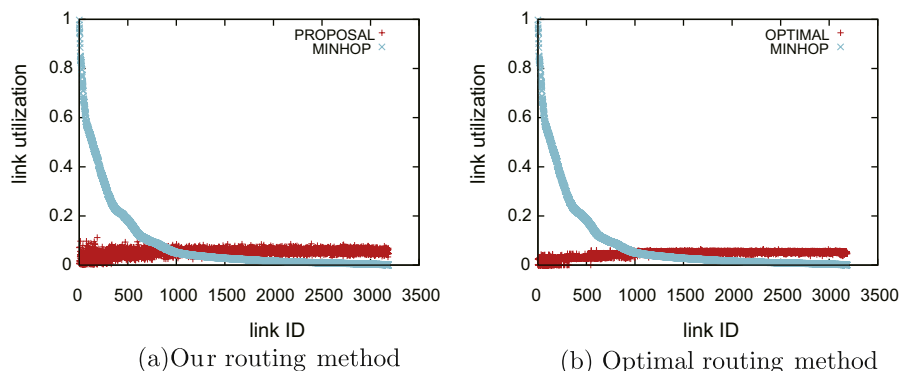 PROPOSAL
MINHOP
1
0.8
0.6
0.4
0.2
0
link utilization
0 500 1000 1500 2000 2500 3000 3500
link ID
(a)Our routing method
OPTIMAL
MINHOP
1
0.8
0.6
0.4
0.2
0
link utilization
0 500 1000 1500 2000 2500 3000 3500
link ID
(b) Optimal routing method